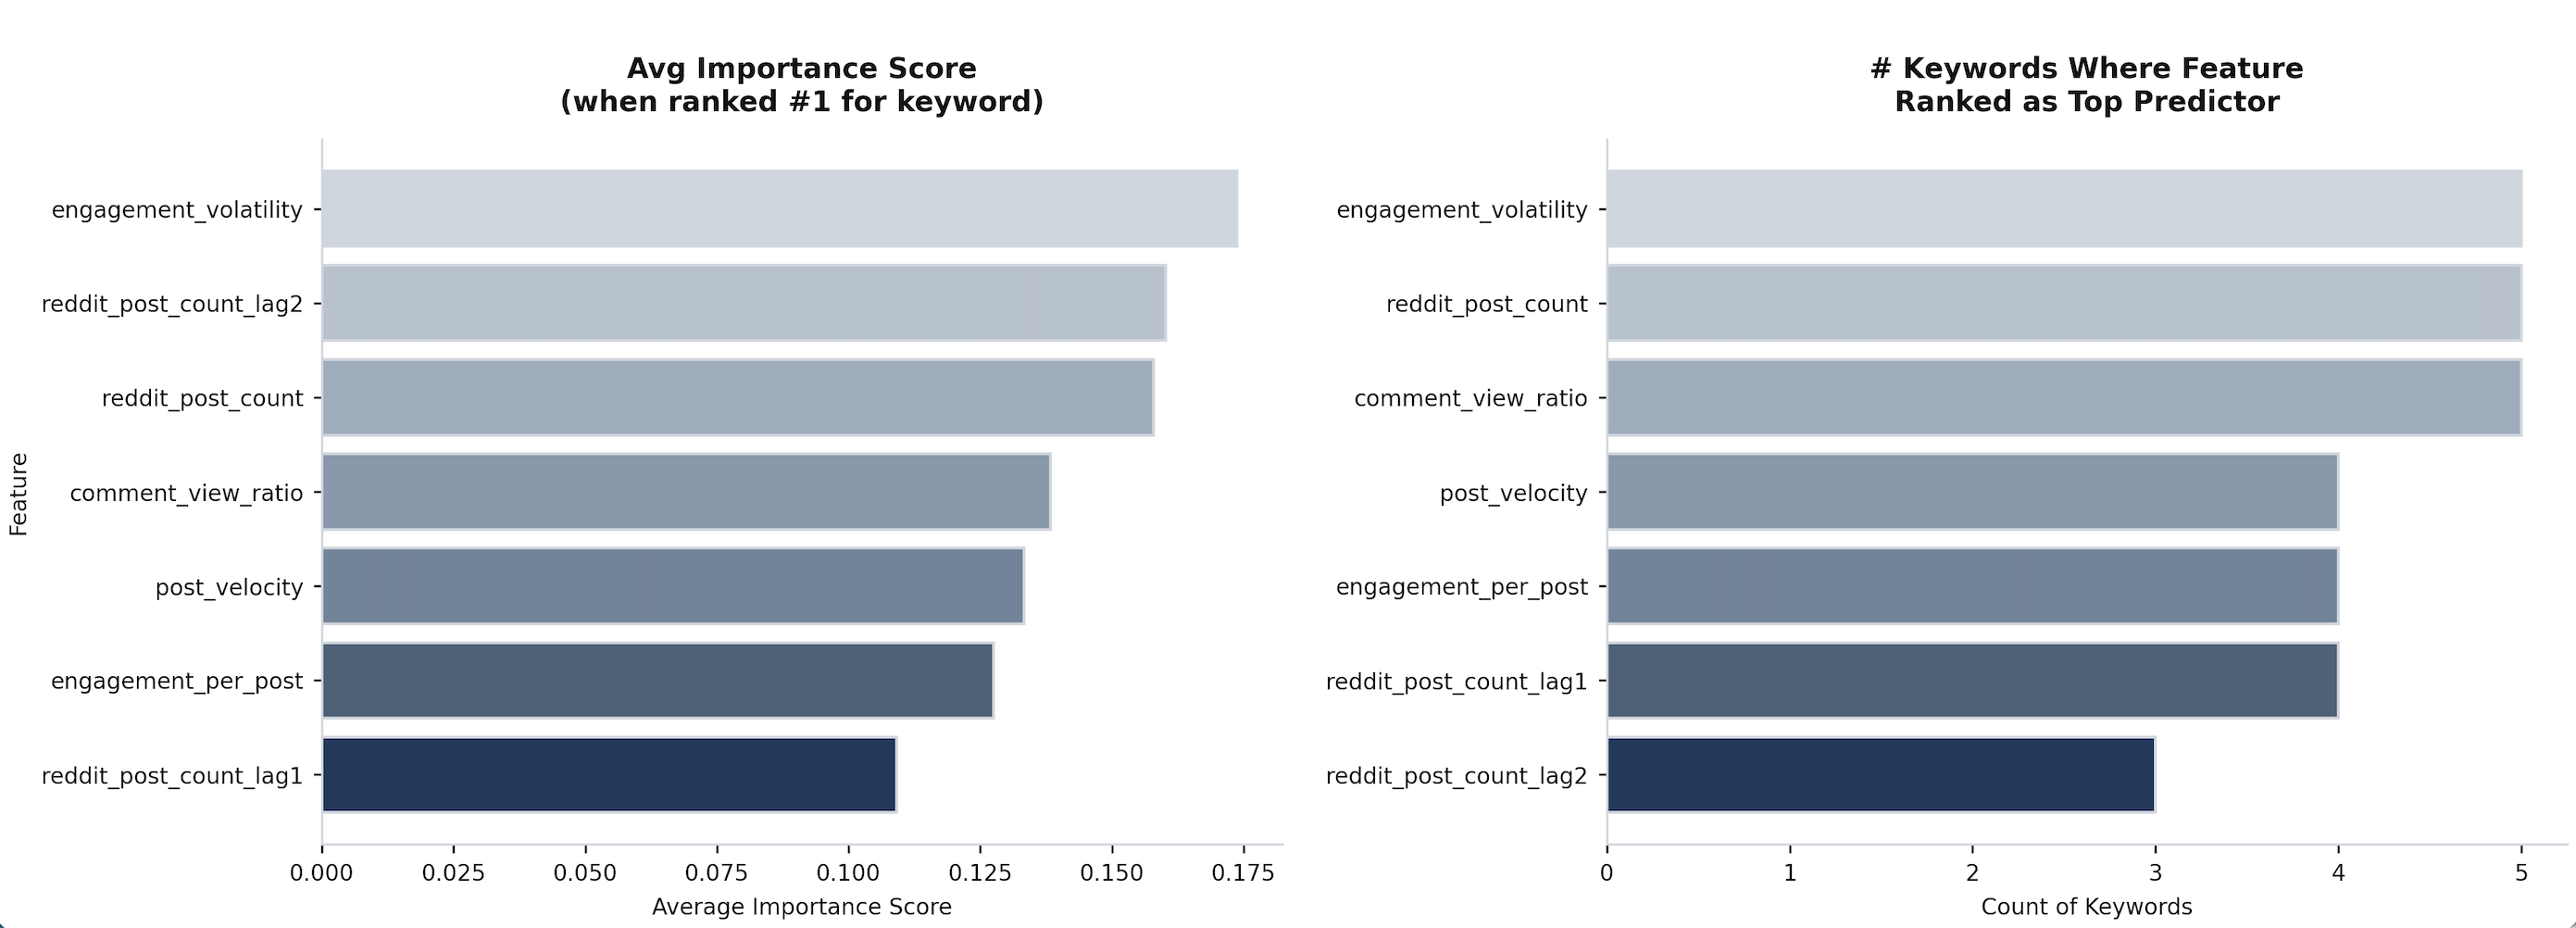 Avg Importance Score
(when ranked #1 for keyword)
Feature
engagement_volatility
reddit_post_count_lag2
reddit_post_count
comment_view_ratio
post_velocity
engagement_per_post
reddit_post_count_lag1
0.000 0.025 0.050 0.075 0.100 0.125 0.150 0.175
Average Importance Score
# Keywords Where Feature
Ranked as Top Predictor
engagement_volatility
reddit_post_count
comment_view_ratio
post_velocity
engagement_per_post
reddit_post_count_lag1
reddit_post_count_lag2
0 1 2 3 4 5
Count of Keywords